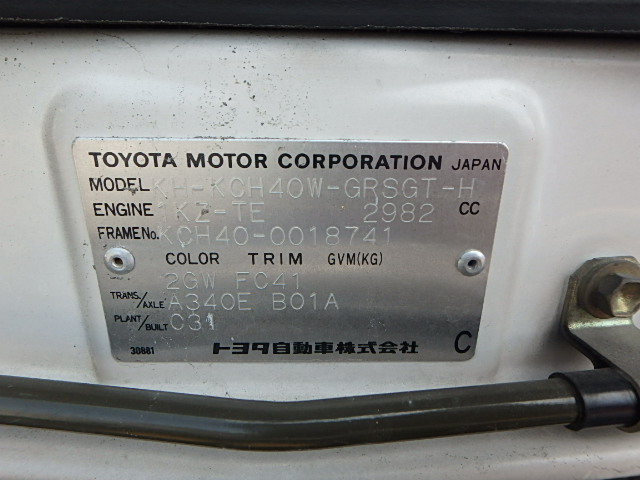 TOYOTA MOTOR CORPORATION JAPAN
MODEL KH-KCH40W-GRSGT-H
ENGINE 1KZ-TE 2982 CC
FRAME No. KCH40-0018741
COLOR TRIM GVM(KG)
2GW FC41
TRANS./AXLE A340E B01A
PLANT/BUILT C31
30881 トヨタ自動車株式会社 C